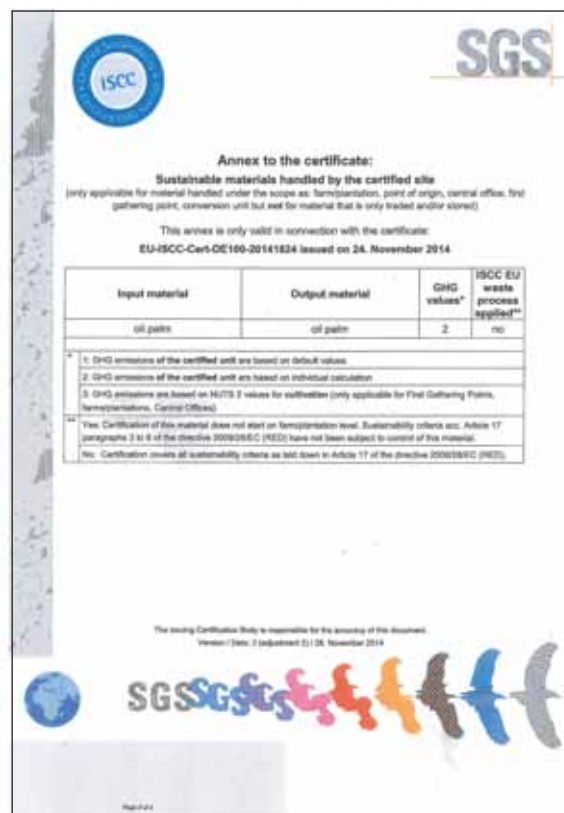 ISCC
SGS
Annex to the certificate:
Sustainable materials handled by the certified site
(only applicable for material handled under the scope as: farm/plantation, point of origin, central office, first
gathering point, conversion unit but not for material that is only traded and/or stored)
This annex is only valid in connection with the certificate:
EU-ISCC-Cert-DE100-20141824 issued on 24. November 2014
Input material
Output material
GHG values*
ISCC EU waste process applied**
oil palm
oil palm
2
no
* 1: GHG emissions of the certified unit are based on default values
2: GHG emissions of the certified unit are based on individual calculation
3: GHG emissions are based on NUTS 2 values for cultivation (only applicable for First Gathering Points,
farms/plantations, Central Offices)
** Yes: Certification of this material does not start on farm/plantation level. Sustainability criteria acc. Article 17
paragraphs 3 to 6 of the directive 2009/28/EC (RED) have not been subject to control of this material.
No: Certification covers all sustainability criteria as laid down in Article 17 of the directive 2009/28/EC (RED).
The issuing Certification Body is responsible for the accuracy of this document.
Version / Date: 3 (adjustment 2) / 28. November 2014
SGS SGS SGS